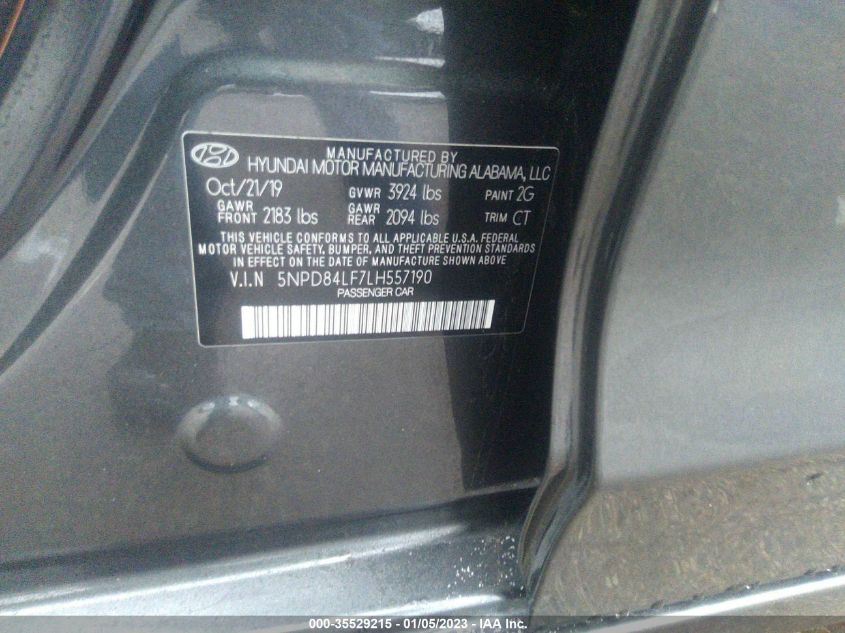 MANUFACTURED BY
HYUNDAI MOTOR MANUFACTURING ALABAMA, LLC
Oct/21/19 GVWR 3924 lbs PAINT 2G
GAWR FRONT 2183 lbs GAWR REAR 2094 lbs TRIM CT
THIS VEHICLE CONFORMS TO ALL APPLICABLE U.S.A. FEDERAL
MOTOR VEHICLE SAFETY, BUMPER, AND THEFT PREVENTION STANDARDS
IN EFFECT ON THE DATE OF MANUFACTURE SHOWN ABOVE
V.I.N 5NPD84LF7LH557190
PASSENGER CAR
000-35529215 - 01/05/2023 - IAA Inc.